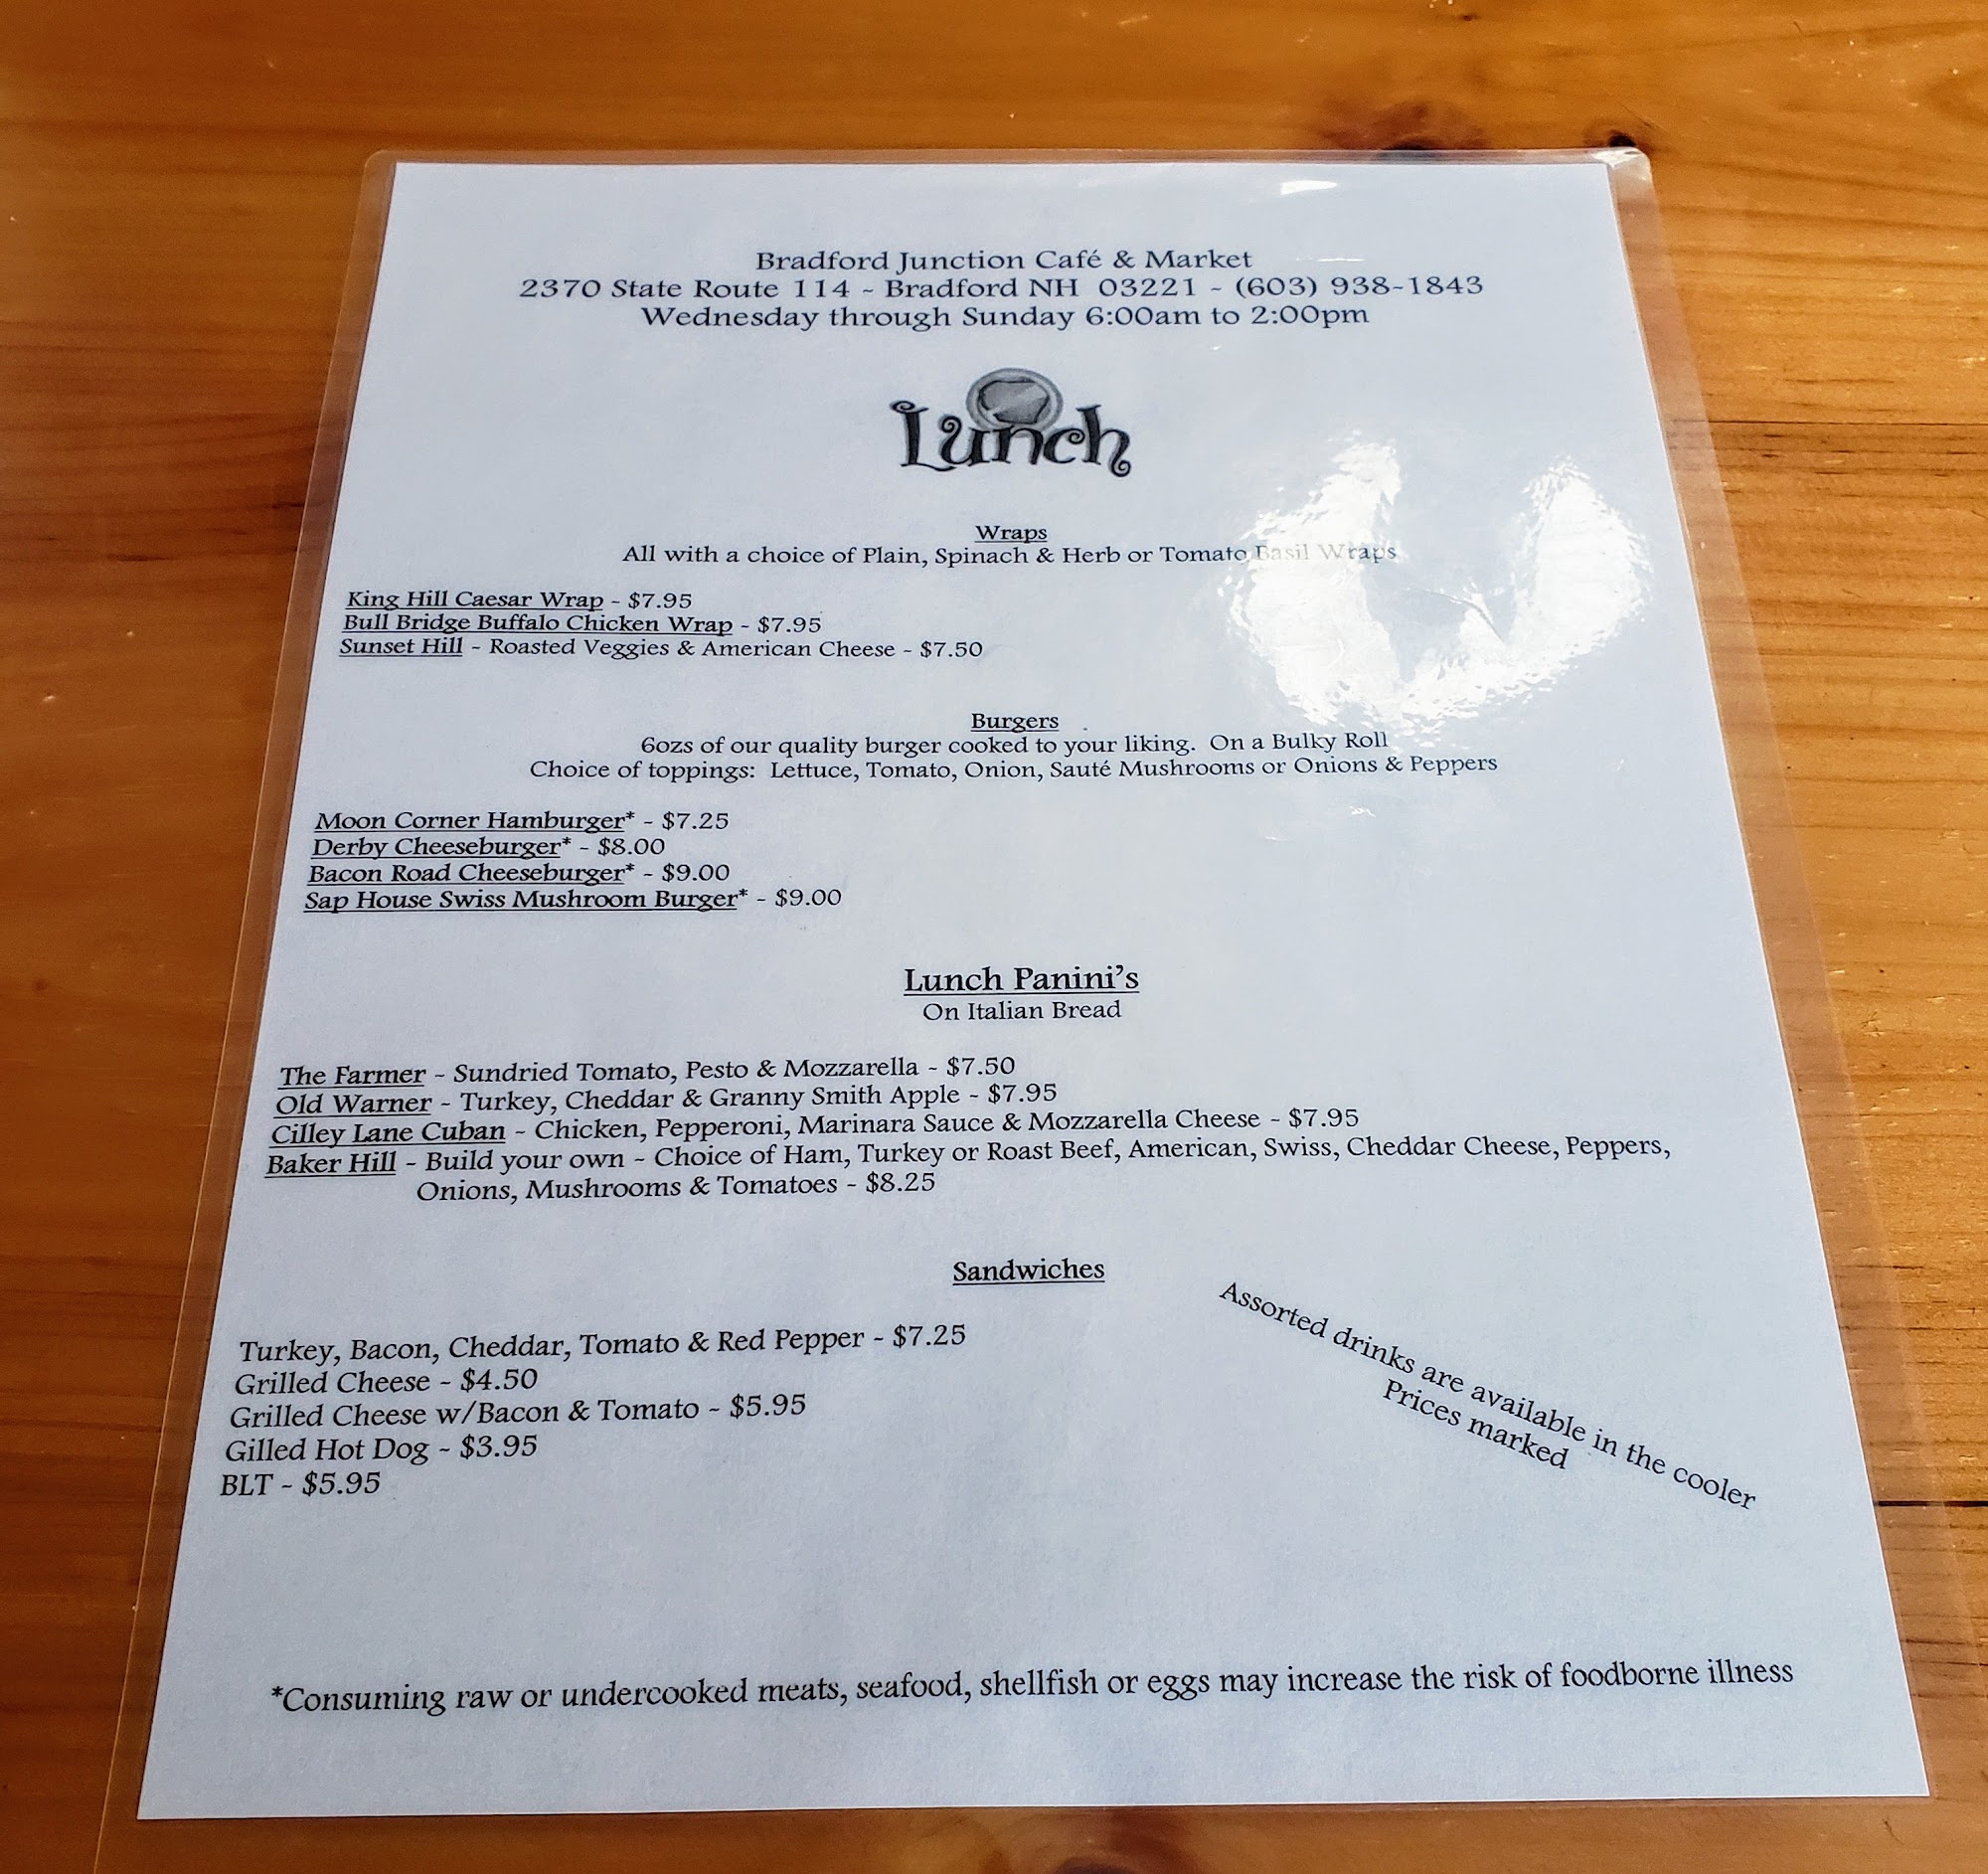 Bradford Junction Café & Market
2370 State Route 114 ~ Bradford NH  03221 ~ (603) 938-1843
Wednesday through Sunday 6:00am to 2:00pm
Lunch
Wraps
All with a choice of Plain, Spinach & Herb or Tomato Basil Wraps
King Hill Caesar Wrap - $7.95
Bull Bridge Buffalo Chicken Wrap - $7.95
Sunset Hill ~ Roasted Veggies & American Cheese ~ $7.50
Burgers
6ozs of our quality burger cooked to your liking.  On a Bulky Roll
Choice of toppings:  Lettuce, Tomato, Onion, Sauté Mushrooms or Onions & Peppers
Moon Corner Hamburger* - $7.25
Derby Cheeseburger* - $8.00
Bacon Road Cheeseburger* - $9.00
Sap House Swiss Mushroom Burger* - $9.00
Lunch Panini's
On Italian Bread
The Farmer ~ Sundried Tomato, Pesto & Mozzarella ~ $7.50
Old Warner ~ Turkey, Cheddar & Granny Smith Apple ~ $7.95
Cilley Lane Cuban ~ Chicken, Pepperoni, Marinara Sauce & Mozzarella Cheese ~ $7.95
Baker Hill ~ Build your own ~ Choice of Ham, Turkey or Roast Beef, American, Swiss, Cheddar Cheese, Peppers,
Onions, Mushrooms & Tomatoes ~ $8.25
Sandwiches
Turkey, Bacon, Cheddar, Tomato & Red Pepper ~ $7.25
Grilled Cheese ~ $4.50
Grilled Cheese w/Bacon & Tomato ~ $5.95
Gilled Hot Dog ~ $3.95
BLT ~ $5.95
Assorted drinks are available in the cooler
Prices marked
*Consuming raw or undercooked meats, seafood, shellfish or eggs may increase the risk of foodborne illness